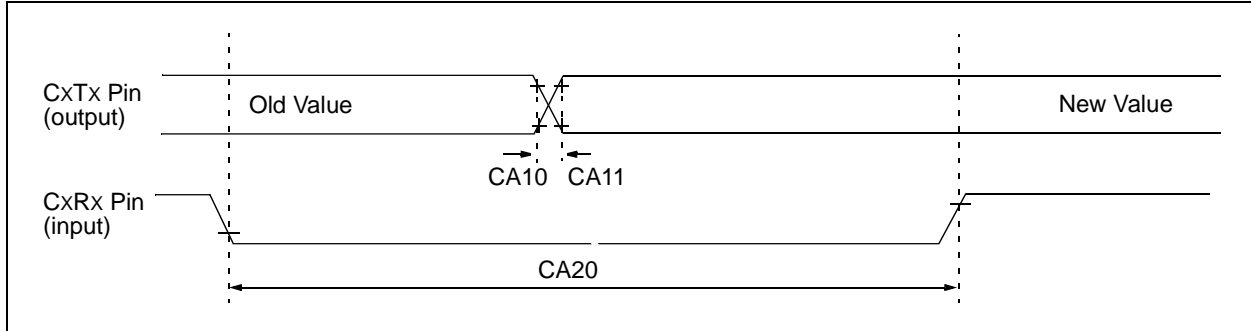 CxTx Pin
(output)
Old Value
New Value
CA10 CA11
CxRx Pin
(input)
CA20